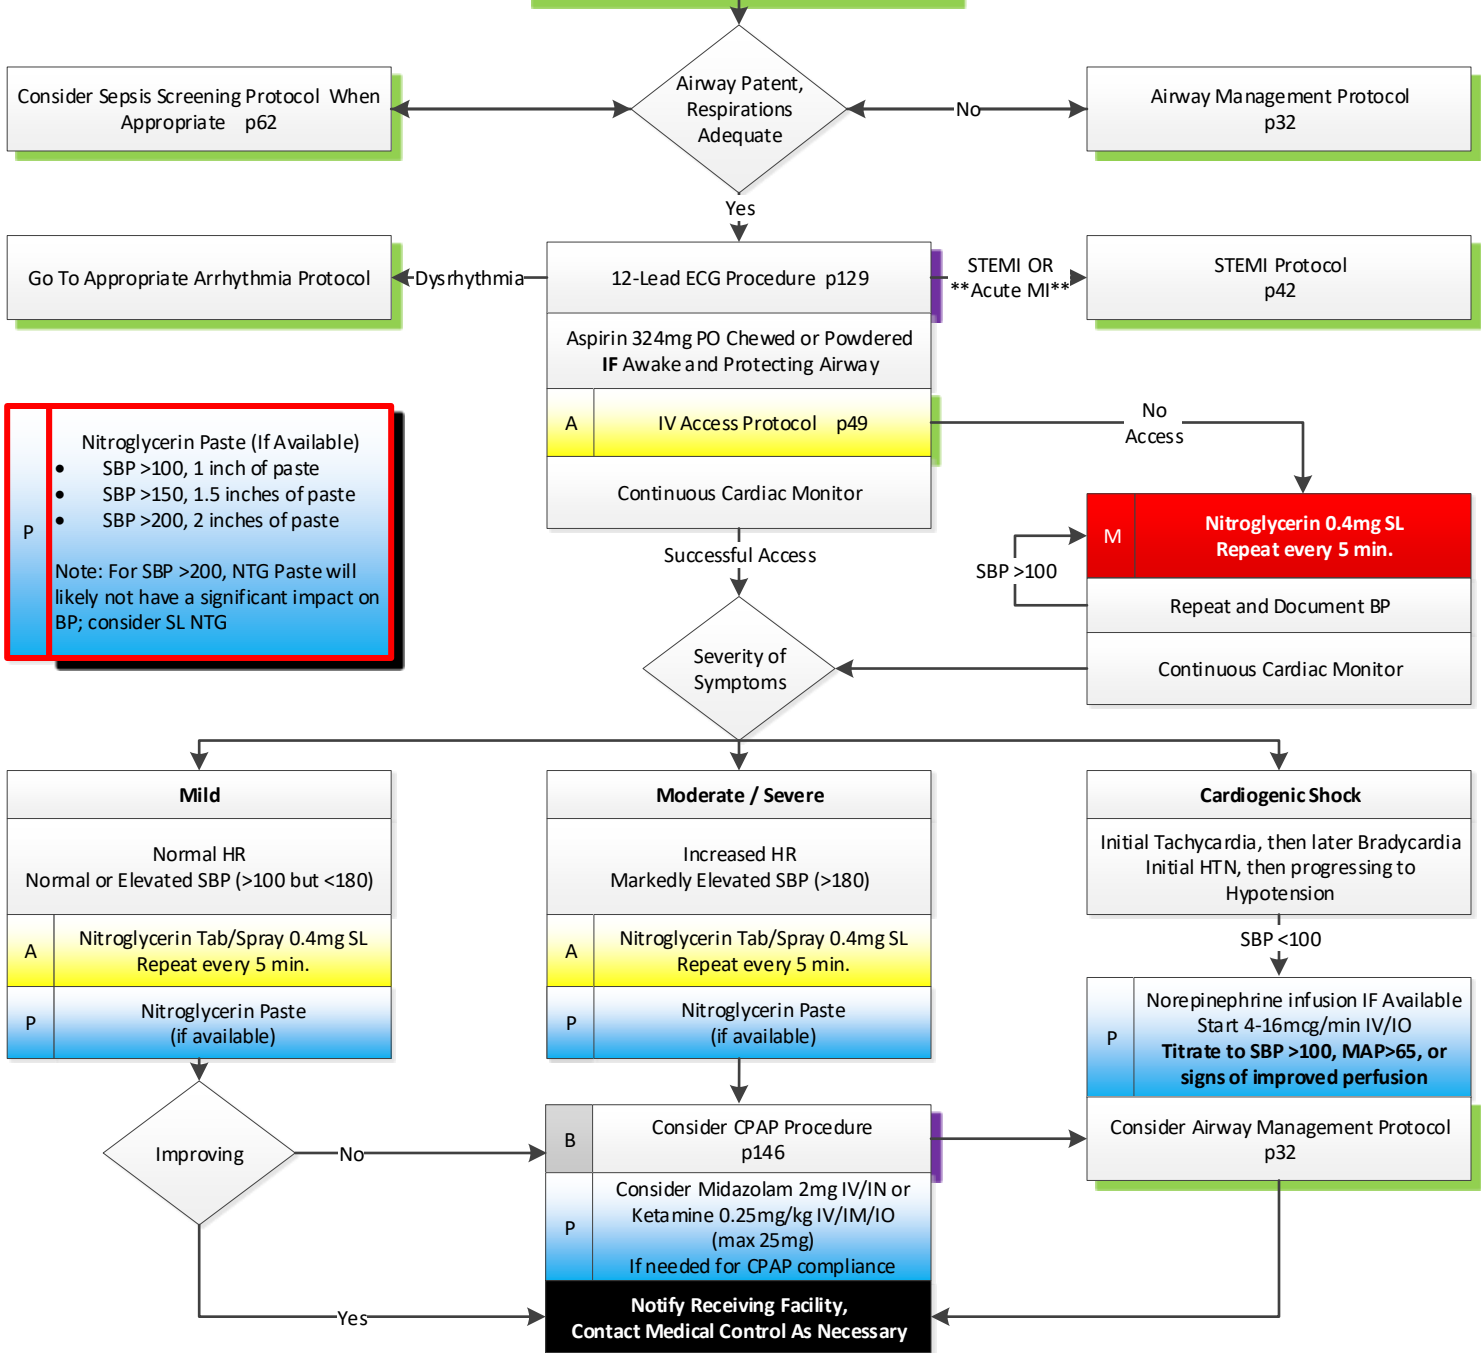 Airway Patent,
Respirations
Adequate
Consider Sepsis Screening Protocol When
Appropriate p62
No
Airway Management Protocol
p32
Yes
Go To Appropriate Arrhythmia Protocol
Dysrhythmia
12-Lead ECG Procedure p129
STEMI OR
**Acute MI**
STEMI Protocol
p42
Aspirin 324mg PO Chewed or Powdered
IF Awake and Protecting Airway
A
IV Access Protocol p49
No
Access
Continuous Cardiac Monitor
P
Nitroglycerin Paste (If Available)
• SBP >100, 1 inch of paste
• SBP >150, 1.5 inches of paste
• SBP >200, 2 inches of paste
Note: For SBP >200, NTG Paste will
likely not have a significant impact on
BP; consider SL NTG
M
Nitroglycerin 0.4mg SL
Repeat every 5 min.
SBP >100
Repeat and Document BP
Continuous Cardiac Monitor
Successful Access
Severity of
Symptoms
Mild
Normal HR
Normal or Elevated SBP (>100 but <180)
A
Nitroglycerin Tab/Spray 0.4mg SL
Repeat every 5 min.
P
Nitroglycerin Paste
(if available)
Improving
No
Yes
Moderate / Severe
Increased HR
Markedly Elevated SBP (>180)
A
Nitroglycerin Tab/Spray 0.4mg SL
Repeat every 5 min.
P
Nitroglycerin Paste
(if available)
B
Consider CPAP Procedure
p146
P
Consider Midazolam 2mg IV/IN or
Ketamine 0.25mg/kg IV/IM/IO
(max 25mg)
If needed for CPAP compliance
Cardiogenic Shock
Initial Tachycardia, then later Bradycardia
Initial HTN, then progressing to
Hypotension
SBP <100
P
Norepinephrine infusion IF Available
Start 4-16mcg/min IV/IO
Titrate to SBP >100, MAP>65, or
signs of improved perfusion
Consider Airway Management Protocol
p32
Notify Receiving Facility,
Contact Medical Control As Necessary